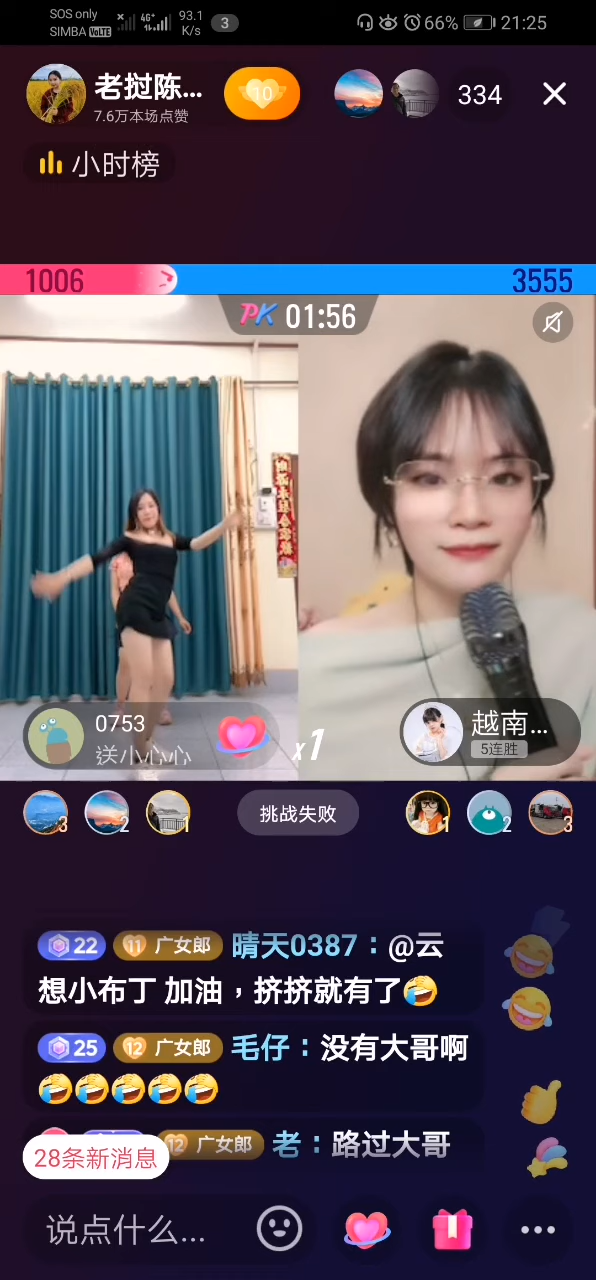 SOS only
SIMBA VoLTE
4G+
93.1
K/s
3
66%
21:25
老挝陈...
7.6万本场点赞
10
334
小时榜
1006
3555
PK 01:56
0753
送小心心
x1
越南...
5连胜
3
2
1
挑战失败
1
2
3
22 11 广女郎 晴天0387：@云
想小布丁 加油，挤挤就有了
25 12 广女郎 毛仔：没有大哥啊
12 广女郎 老：路过大哥
28条新消息
说点什么...